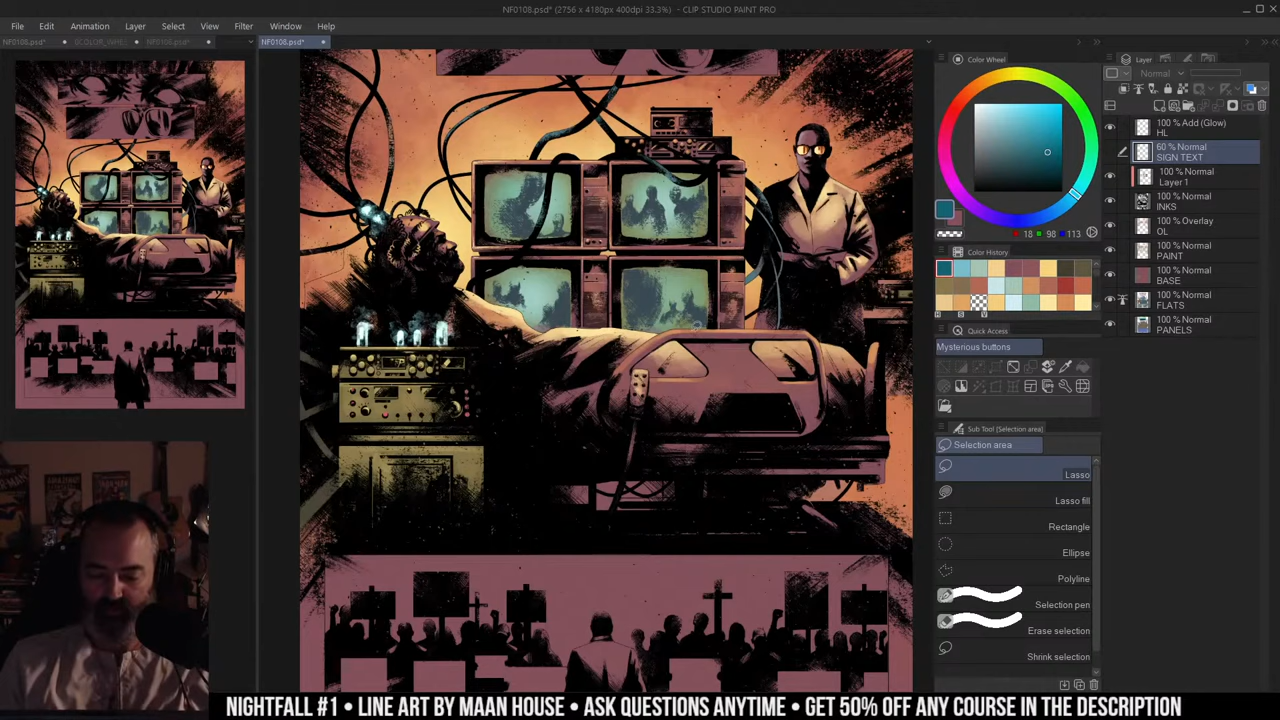 NF0108.psd* (2756 x 4180px 400dpi 33.3%) - CLIP STUDIO PAINT PRO
File Edit Animation Layer Select View Filter Window Help
NF0108.psd* NF0108.psd*
Color Wheel
18 98 113
Color History
Quick Access
Mysterious buttons
Sub Tool [Selection area]
Selection area
Lasso
Lasso fill
Rectangle
Ellipse
Polyline
Selection pen
Erase selection
Shrink selection
Layer
Normal
100 % Add (Glow)
HL
60 % Normal
SIGN TEXT
100 % Normal
Layer 1
100 % Normal
INKS
100 % Overlay
OL
100 % Normal
PAINT
100 % Normal
BASE
100 % Normal
FLATS
100 % Normal
PANELS
NIGHTFALL #1 • LINE ART BY MAAN HOUSE • ASK QUESTIONS ANYTIME • GET 50% OFF ANY COURSE IN THE DESCRIPTION